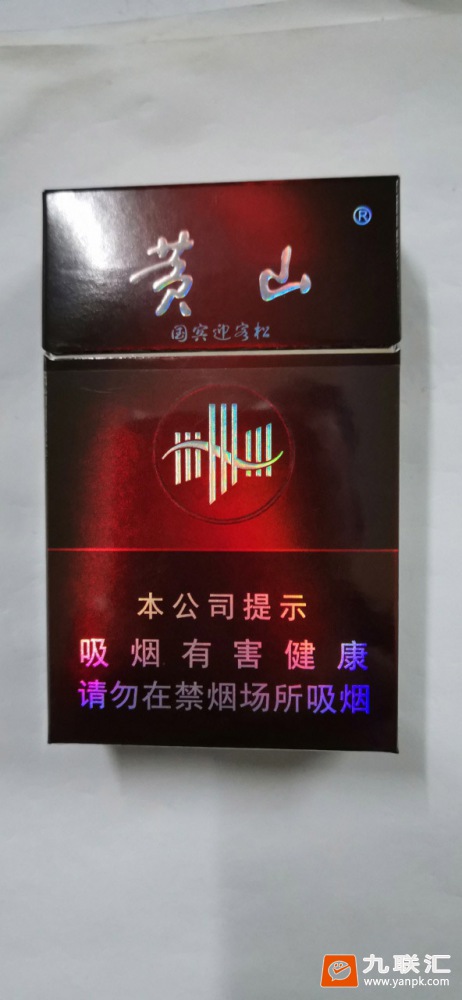 黄山
®
国宾迎客松
本公司提示
吸烟有害健康
请勿在禁烟场所吸烟
九联汇
www.yanpk.com